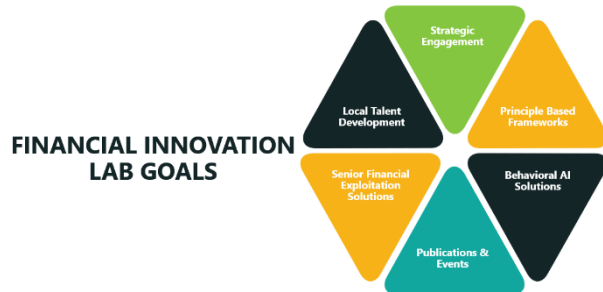 FINANCIAL INNOVATION
LAB GOALS
Strategic
Engagement
Principle Based
Frameworks
Behavioral AI
Solutions
Publications &
Events
Senior Financial
Exploitation
Solutions
Local Talent
Development